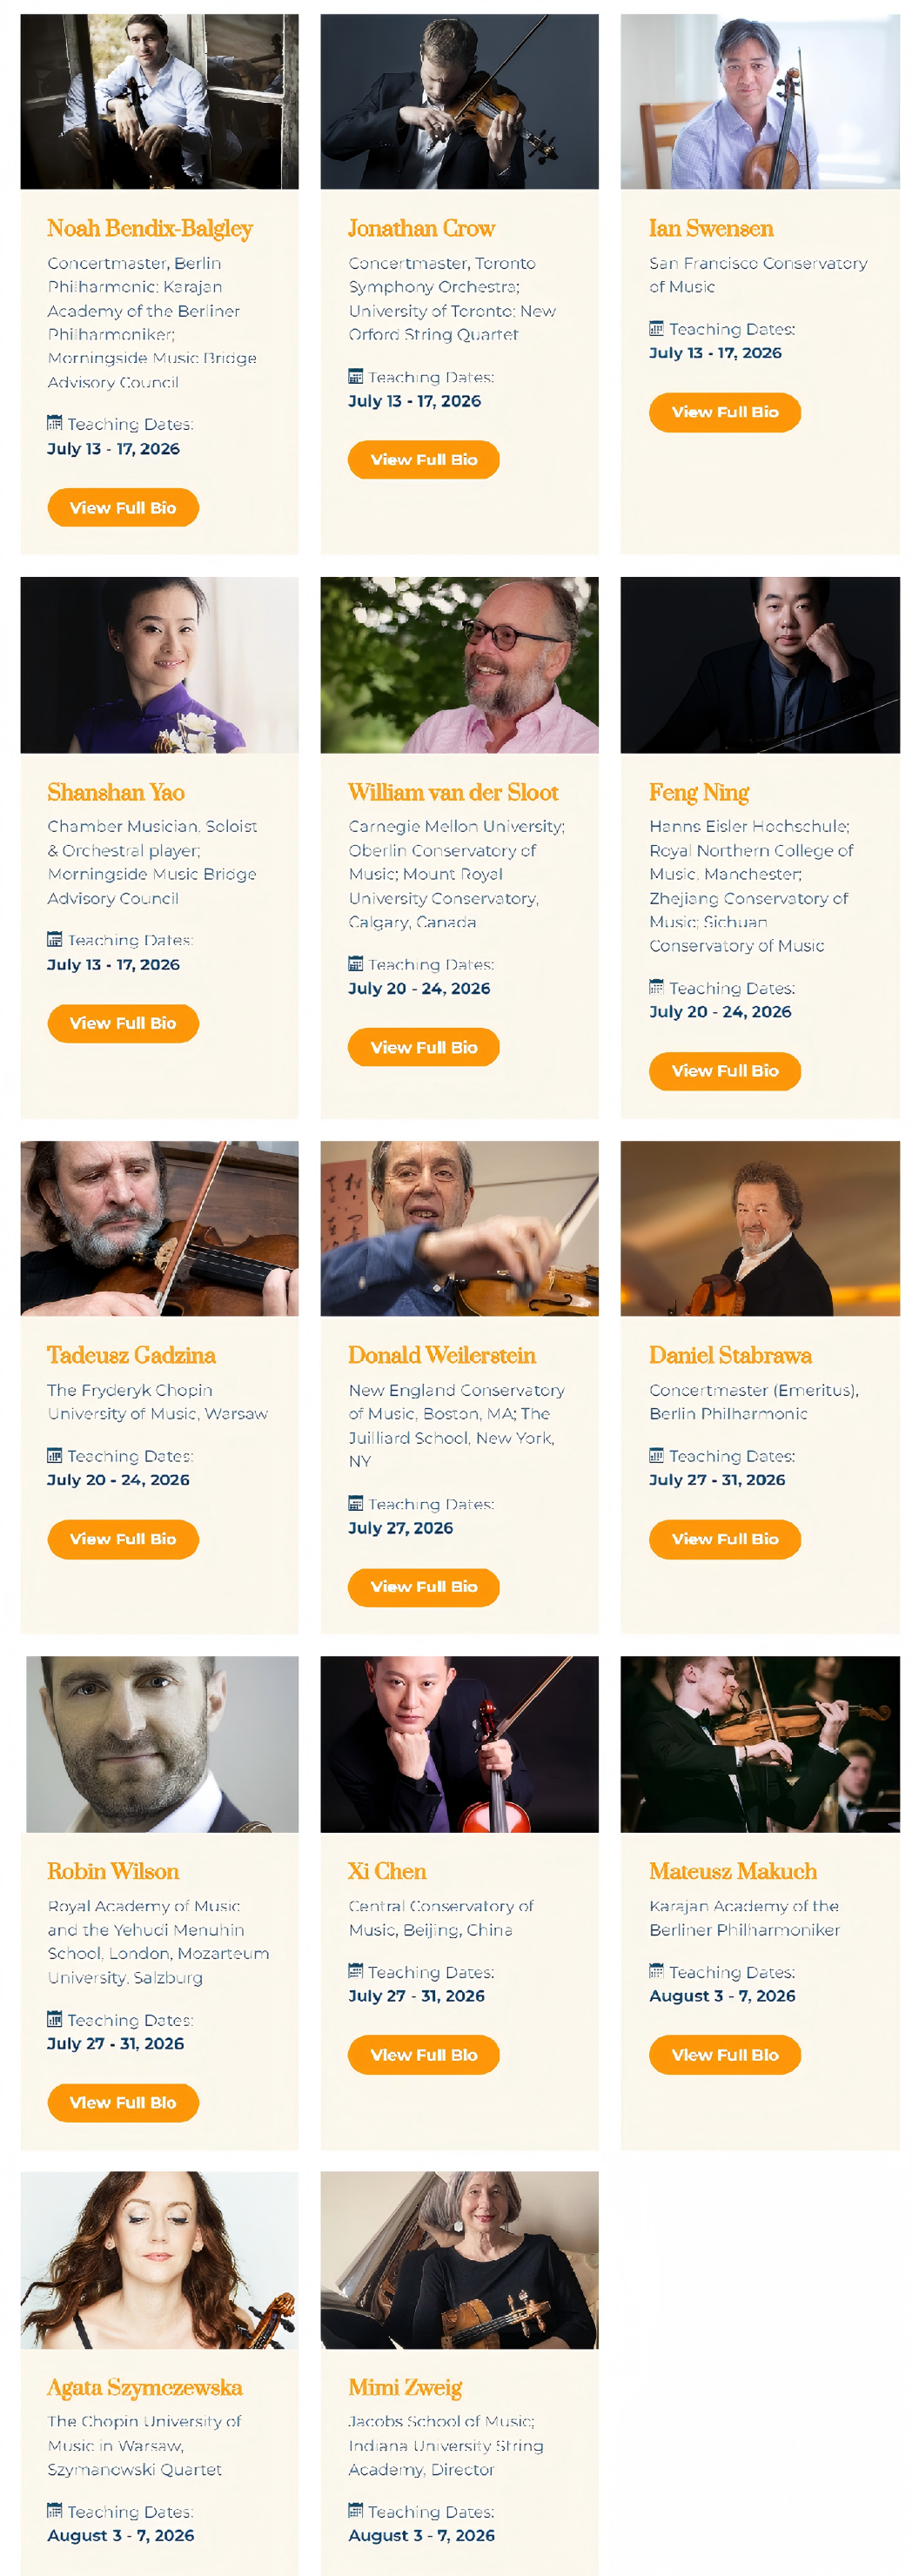 Noah Bendix-Balgley
Concertmaster, Berlin
Philharmonic; Karajan
Academy of the Berliner
Philharmoniker;
Morningside Music Bridge
Advisory Council
Teaching Dates:
July 13 - 17, 2026
View Full Bio
Jonathan Crow
Concertmaster, Toronto
Symphony Orchestra;
University of Toronto; New
Orford String Quartet
Teaching Dates:
July 13 - 17, 2026
View Full Bio
Ian Swensen
San Francisco Conservatory
of Music
Teaching Dates:
July 13 - 17, 2026
View Full Bio
Shanshan Yao
Chamber Musician, Soloist
& Orchestral player;
Morningside Music Bridge
Advisory Council
Teaching Dates:
July 13 - 17, 2026
View Full Bio
William van der Sloot
Carnegie Mellon University;
Oberlin Conservatory of
Music; Mount Royal
University Conservatory,
Calgary, Canada
Teaching Dates:
July 20 - 24, 2026
View Full Bio
Feng Ning
Hanns Eisler Hochschule;
Royal Northern College of
Music, Manchester;
Zhejiang Conservatory of
Music; Sichuan
Conservatory of Music
Teaching Dates:
July 20 - 24, 2026
View Full Bio
Tadeusz Gadzina
The Fryderyk Chopin
University of Music, Warsaw
Teaching Dates:
July 20 - 24, 2026
View Full Bio
Donald Weilerstein
New England Conservatory
of Music, Boston, MA; The
Juilliard School, New York,
NY
Teaching Dates:
July 27, 2026
View Full Bio
Daniel Stabrawa
Concertmaster (Emeritus),
Berlin Philharmonic
Teaching Dates:
July 27 - 31, 2026
View Full Bio
Robin Wilson
Royal Academy of Music
and the Yehudi Menuhin
School, London, Mozarteum
University, Salzburg
Teaching Dates:
July 27 - 31, 2026
View Full Bio
Xi Chen
Central Conservatory of
Music, Beijing, China
Teaching Dates:
July 27 - 31, 2026
View Full Bio
Mateusz Makuch
Karajan Academy of the
Berliner Philharmoniker
Teaching Dates:
August 3 - 7, 2026
View Full Bio
Agata Szymczewska
The Chopin University of
Music in Warsaw,
Szymanowski Quartet
Teaching Dates:
August 3 - 7, 2026
Mimi Zweig
Jacobs School of Music;
Indiana University String
Academy, Director
Teaching Dates:
August 3 - 7, 2026